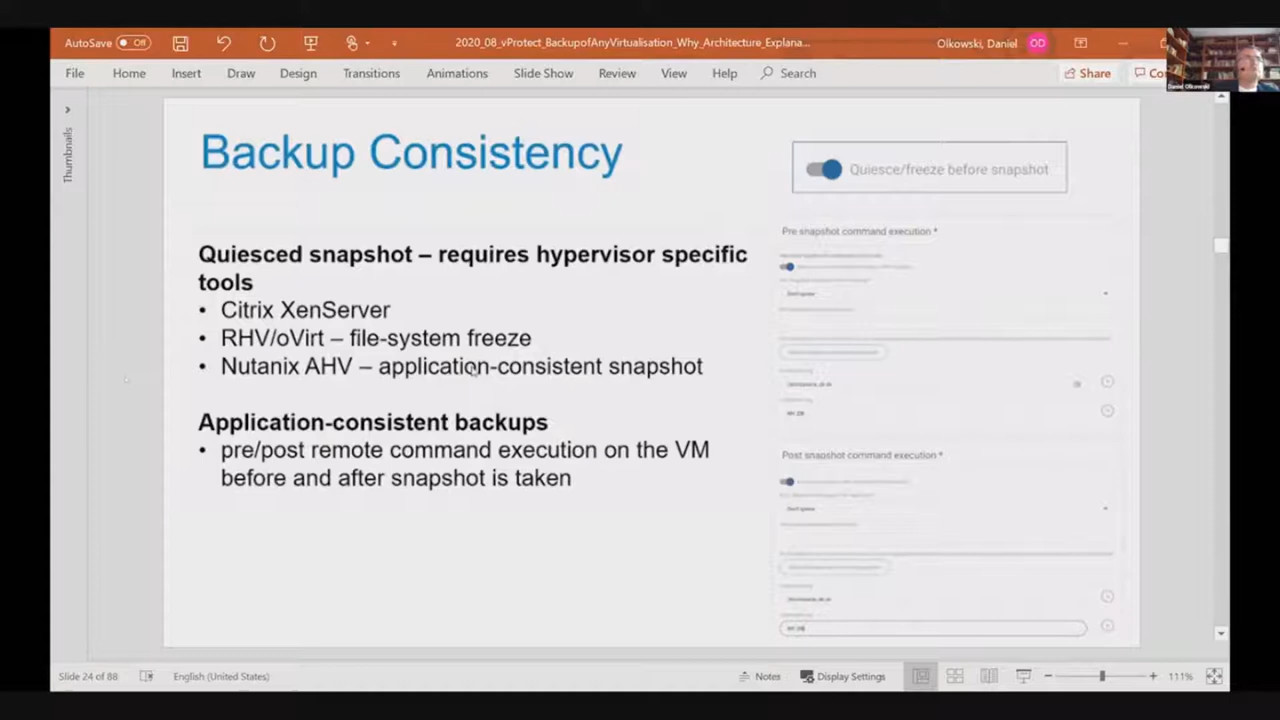 AutoSave Off
2020_08_vProtect_BackupofAnyVirtualisation_Why_Architecture_Explana...
Olkowski, Daniel OD
File Home Insert Draw Design Transitions Animations Slide Show Review View Help Search Share
Thumbnails
Daniel Olkowski
Backup Consistency
Quiesce/freeze before snapshot
Quiesced snapshot – requires hypervisor specific
tools
• Citrix XenServer
• RHV/oVirt – file-system freeze
• Nutanix AHV – application-consistent snapshot
Application-consistent backups
• pre/post remote command execution on the VM
before and after snapshot is taken
Pre snapshot command execution *
Post snapshot command execution *
Slide 24 of 88 English (United States) Notes Display Settings 111%